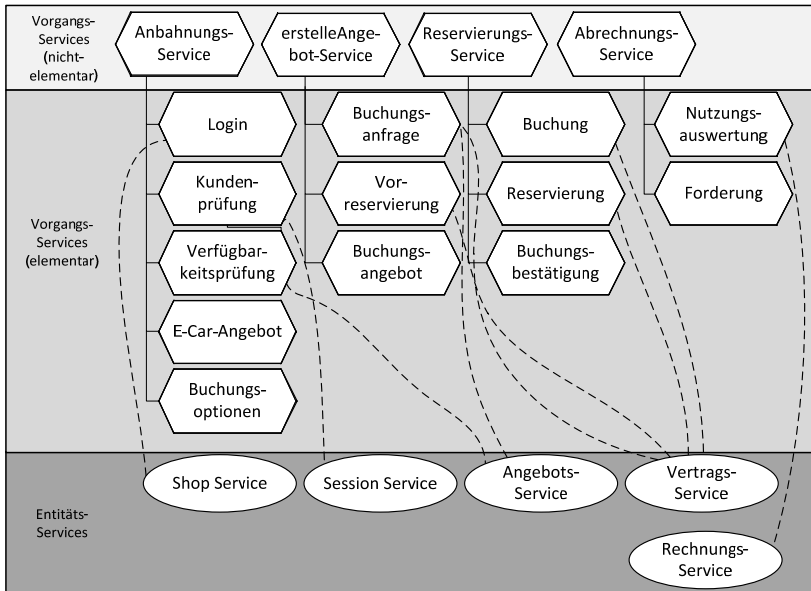 Vorgangs-
Services
(nicht-
elementar)
Anbahnungs-
Service
erstelleAnge-
bot-Service
Reservierungs-
Service
Abrechnungs-
Service
Vorgangs-
Services
(elementar)
Login
Kunden-
prüfung
Verfügbar-
keitsprüfung
E-Car-Angebot
Buchungs-
optionen
Buchungs-
anfrage
Vor-
reservierung
Buchungs-
angebot
Buchung
Reservierung
Buchungs-
bestätigung
Nutzungs-
auswertung
Forderung
Entitäts-
Services
Shop Service
Session Service
Angebots-
Service
Vertrags-
Service
Rechnungs-
Service